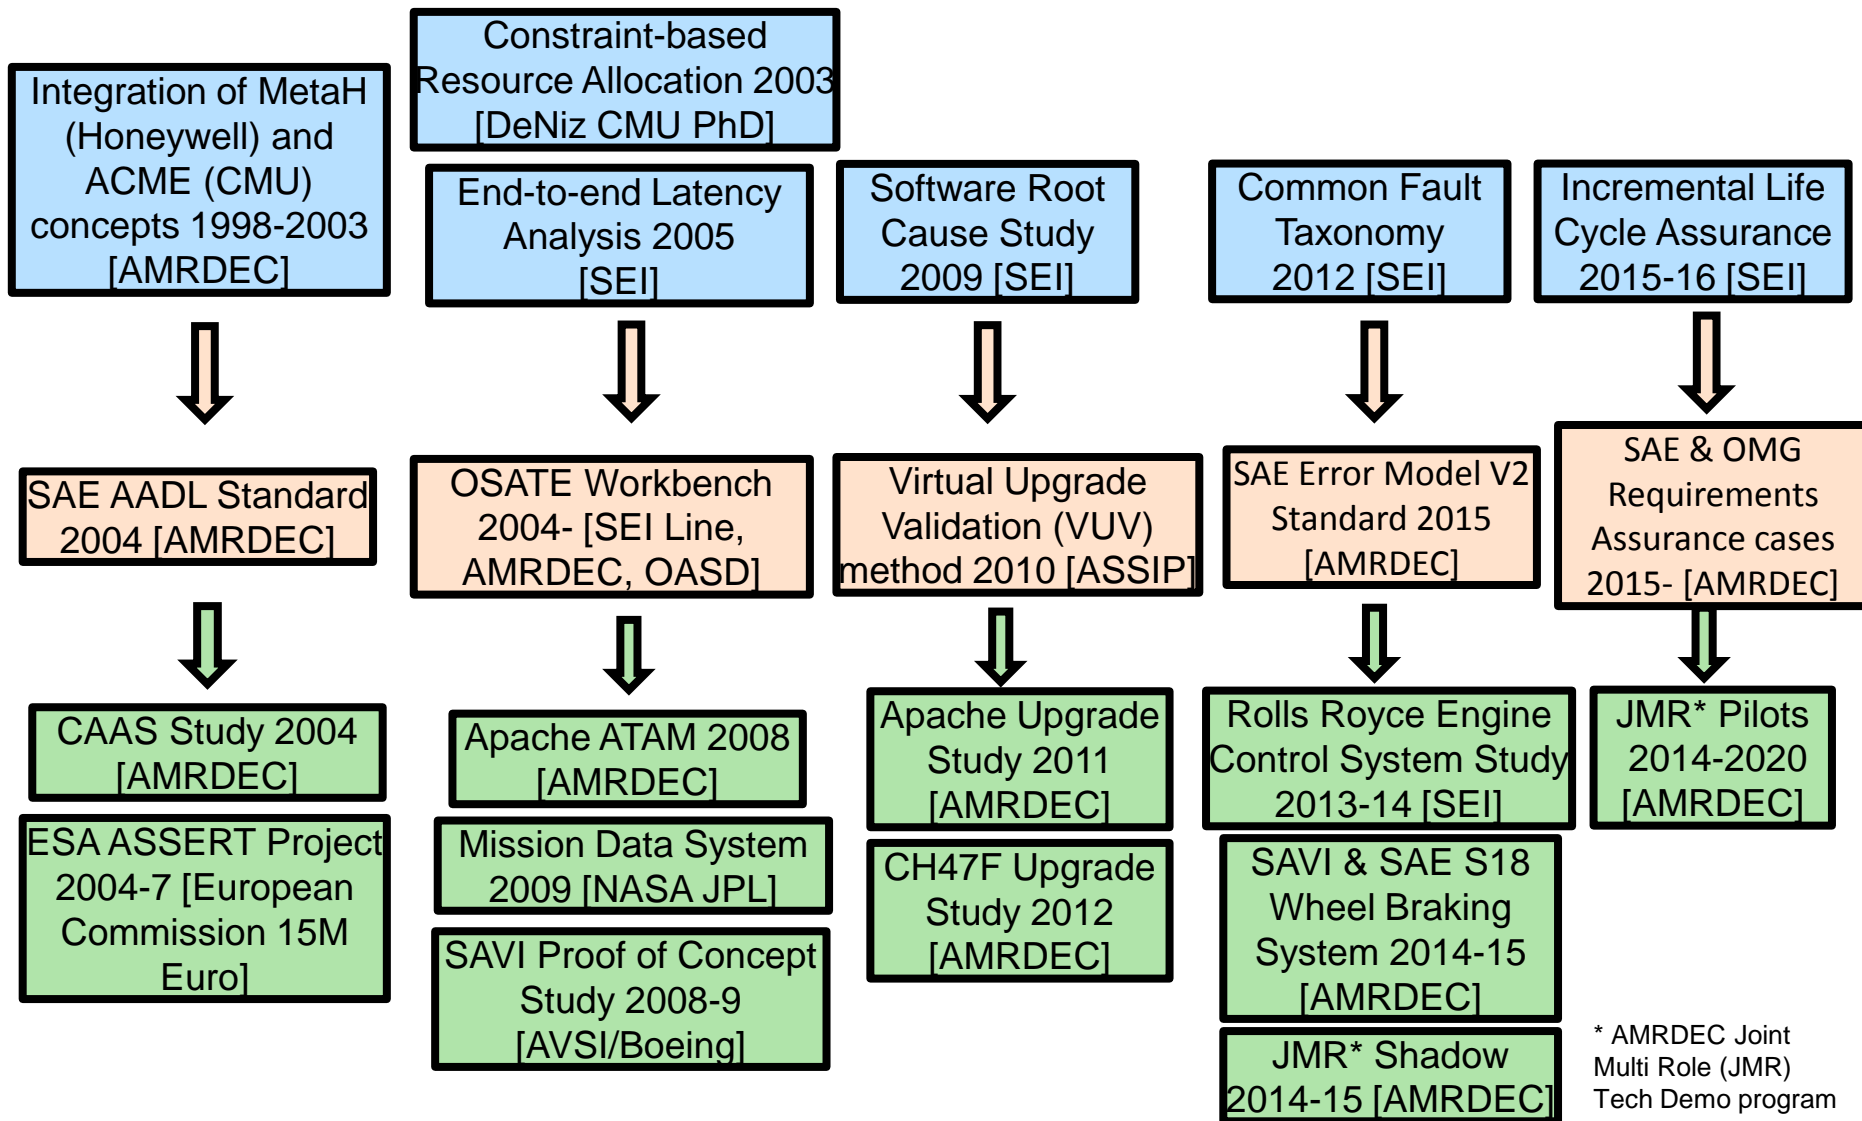 Integration of MetaH
(Honeywell) and
ACME (CMU)
concepts 1998-2003
[AMRDEC]
Constraint-based
Resource Allocation 2003
[DeNiz CMU PhD]
End-to-end Latency
Analysis 2005
[SEI]
Software Root
Cause Study
2009 [SEI]
Common Fault
Taxonomy
2012 [SEI]
Incremental Life
Cycle Assurance
2015-16 [SEI]
SAE AADL Standard
2004 [AMRDEC]
OSATE Workbench
2004- [SEI Line,
AMRDEC, OASD]
Virtual Upgrade
Validation (VUV)
method 2010 [ASSIP]
SAE Error Model V2
Standard 2015
[AMRDEC]
SAE & OMG
Requirements
Assurance cases
2015- [AMRDEC]
CAAS Study 2004
[AMRDEC]
ESA ASSERT Project
2004-7 [European
Commission 15M
Euro]
Apache ATAM 2008
[AMRDEC]
Mission Data System
2009 [NASA JPL]
SAVI Proof of Concept
Study 2008-9
[AVSI/Boeing]
Apache Upgrade
Study 2011
[AMRDEC]
CH47F Upgrade
Study 2012
[AMRDEC]
Rolls Royce Engine
Control System Study
2013-14 [SEI]
SAVI & SAE S18
Wheel Braking
System 2014-15
[AMRDEC]
JMR* Shadow
2014-15 [AMRDEC]
JMR* Pilots
2014-2020
[AMRDEC]
* AMRDEC Joint
Multi Role (JMR)
Tech Demo program